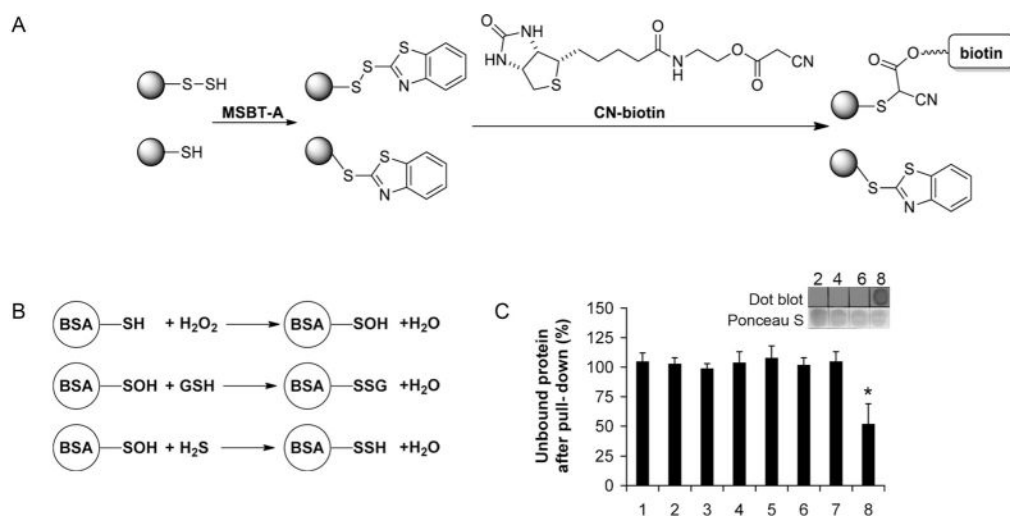 A
S-SH
SH
MSBT-A
S
S
S
N
S
S
N
O
NH
HN
H
H
S
O
N
H
O
O
CN
CN-biotin
O
biotin
O
S
CN
S
S
N
B
BSA SH + H₂O₂ BSA SOH +H₂O
BSA SOH + GSH BSA SSG +H₂O
BSA SOH + H₂S BSA SSH +H₂O
C
2 4 6 8
Dot blot
Ponceau S
Unbound protein
after pull-down (%)
150
125
100
75
50
25
0
*
1 2 3 4 5 6 7 8